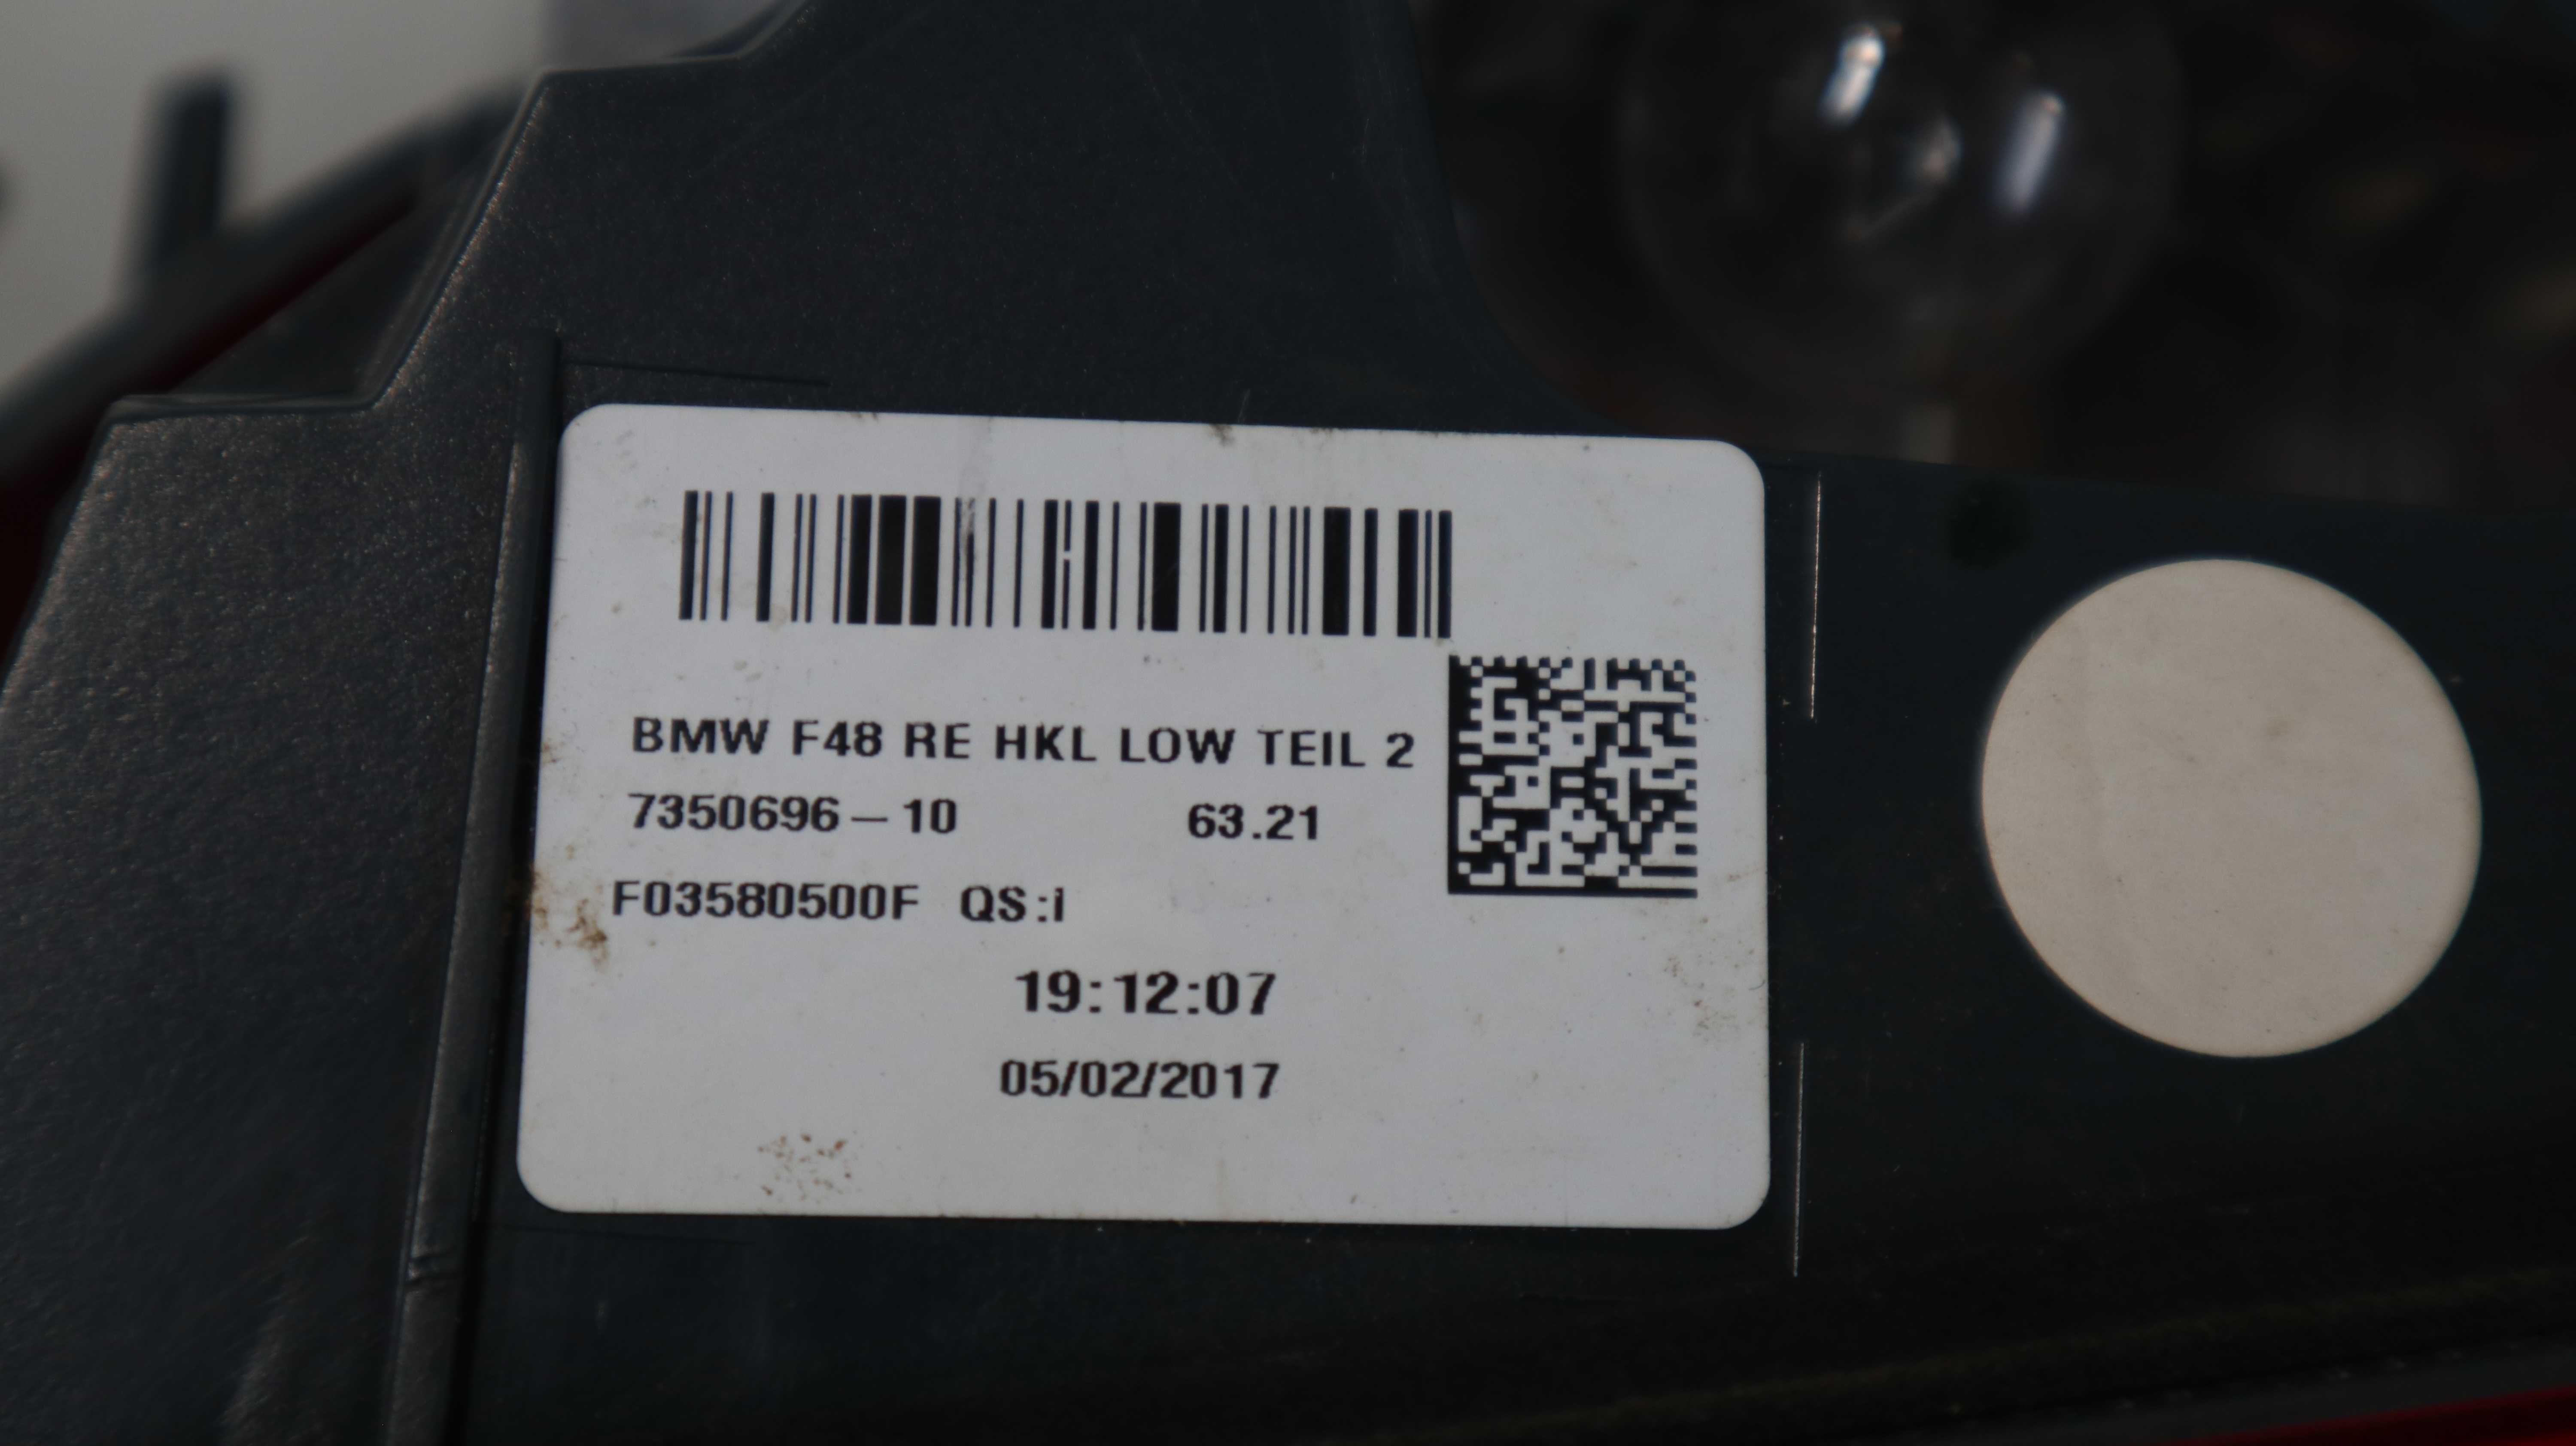 BMW F48 RE HKL LOW TEIL 2
7350696-10 63.21
F03580500F QS:i
19:12:07
05/02/2017